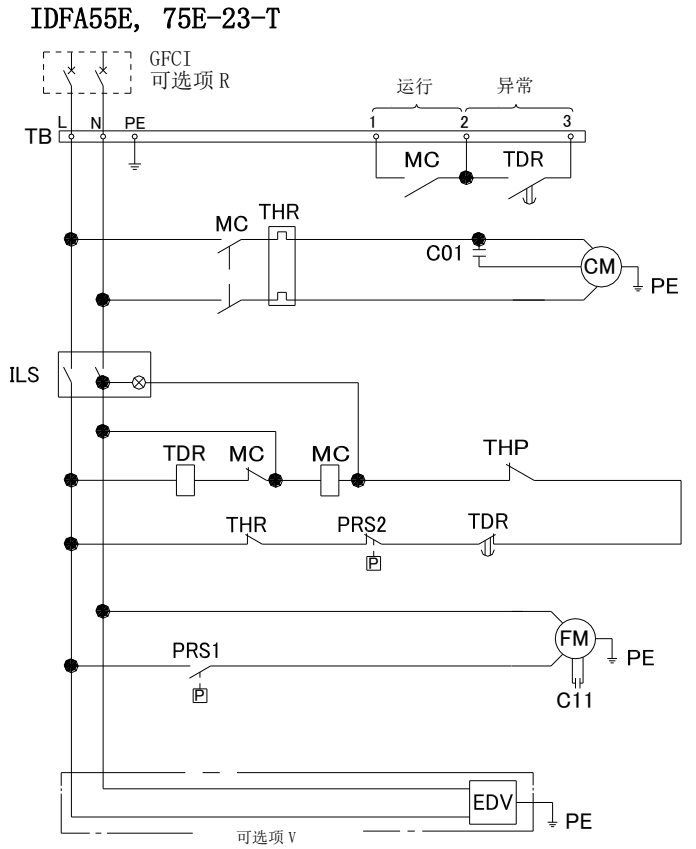 IDFA55E, 75E-23-T
GFCI
可选项R
运行 异常
TB L N PE 1 2 3
MC TDR
MC THR
C01 CM
PE
ILS
TDR MC MC THP
THR PRS2 TDR
P
FM
PRS1 PE
P
C11
EDV
PE
可选项V